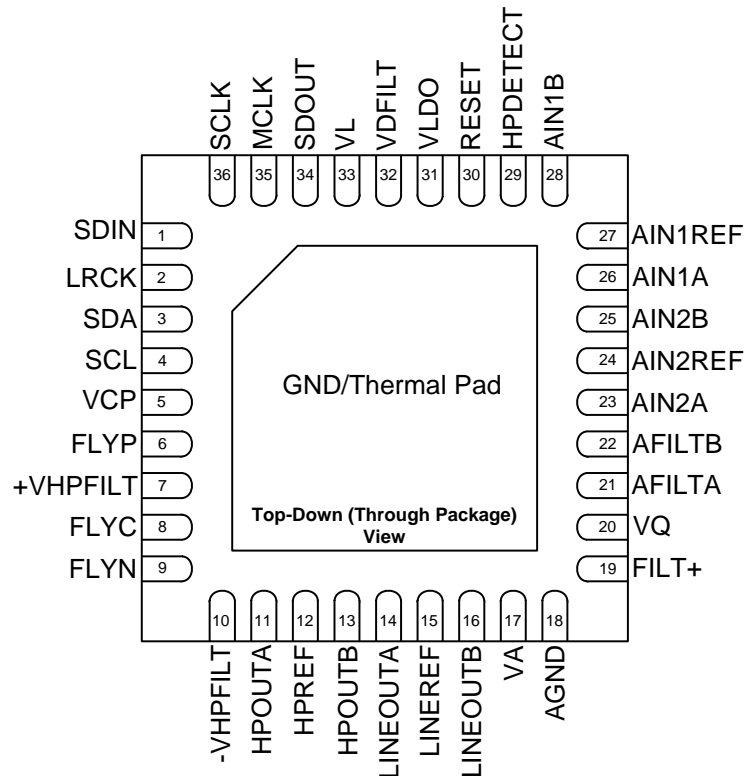 SCLK
MCLK
SDOUT
VL
VDFILT
VLDO
RESET
HPDETECT
AIN1B
36
35
34
33
32
31
30
29
28
SDIN 1
LRCK 2
SDA 3
SCL 4
VCP 5
FLYP 6
+VHPFILT 7
FLYC 8
FLYN 9
27 AIN1REF
26 AIN1A
25 AIN2B
24 AIN2REF
23 AIN2A
22 AFILTB
21 AFILTA
20 VQ
19 FILT+
GND/Thermal Pad
Top-Down (Through Package)
View
10
11
12
13
14
15
16
17
18
-VHPFILT
HPOUTA
HPREF
HPOUTB
LINEOUTA
LINEREF
LINEOUTB
VA
AGND